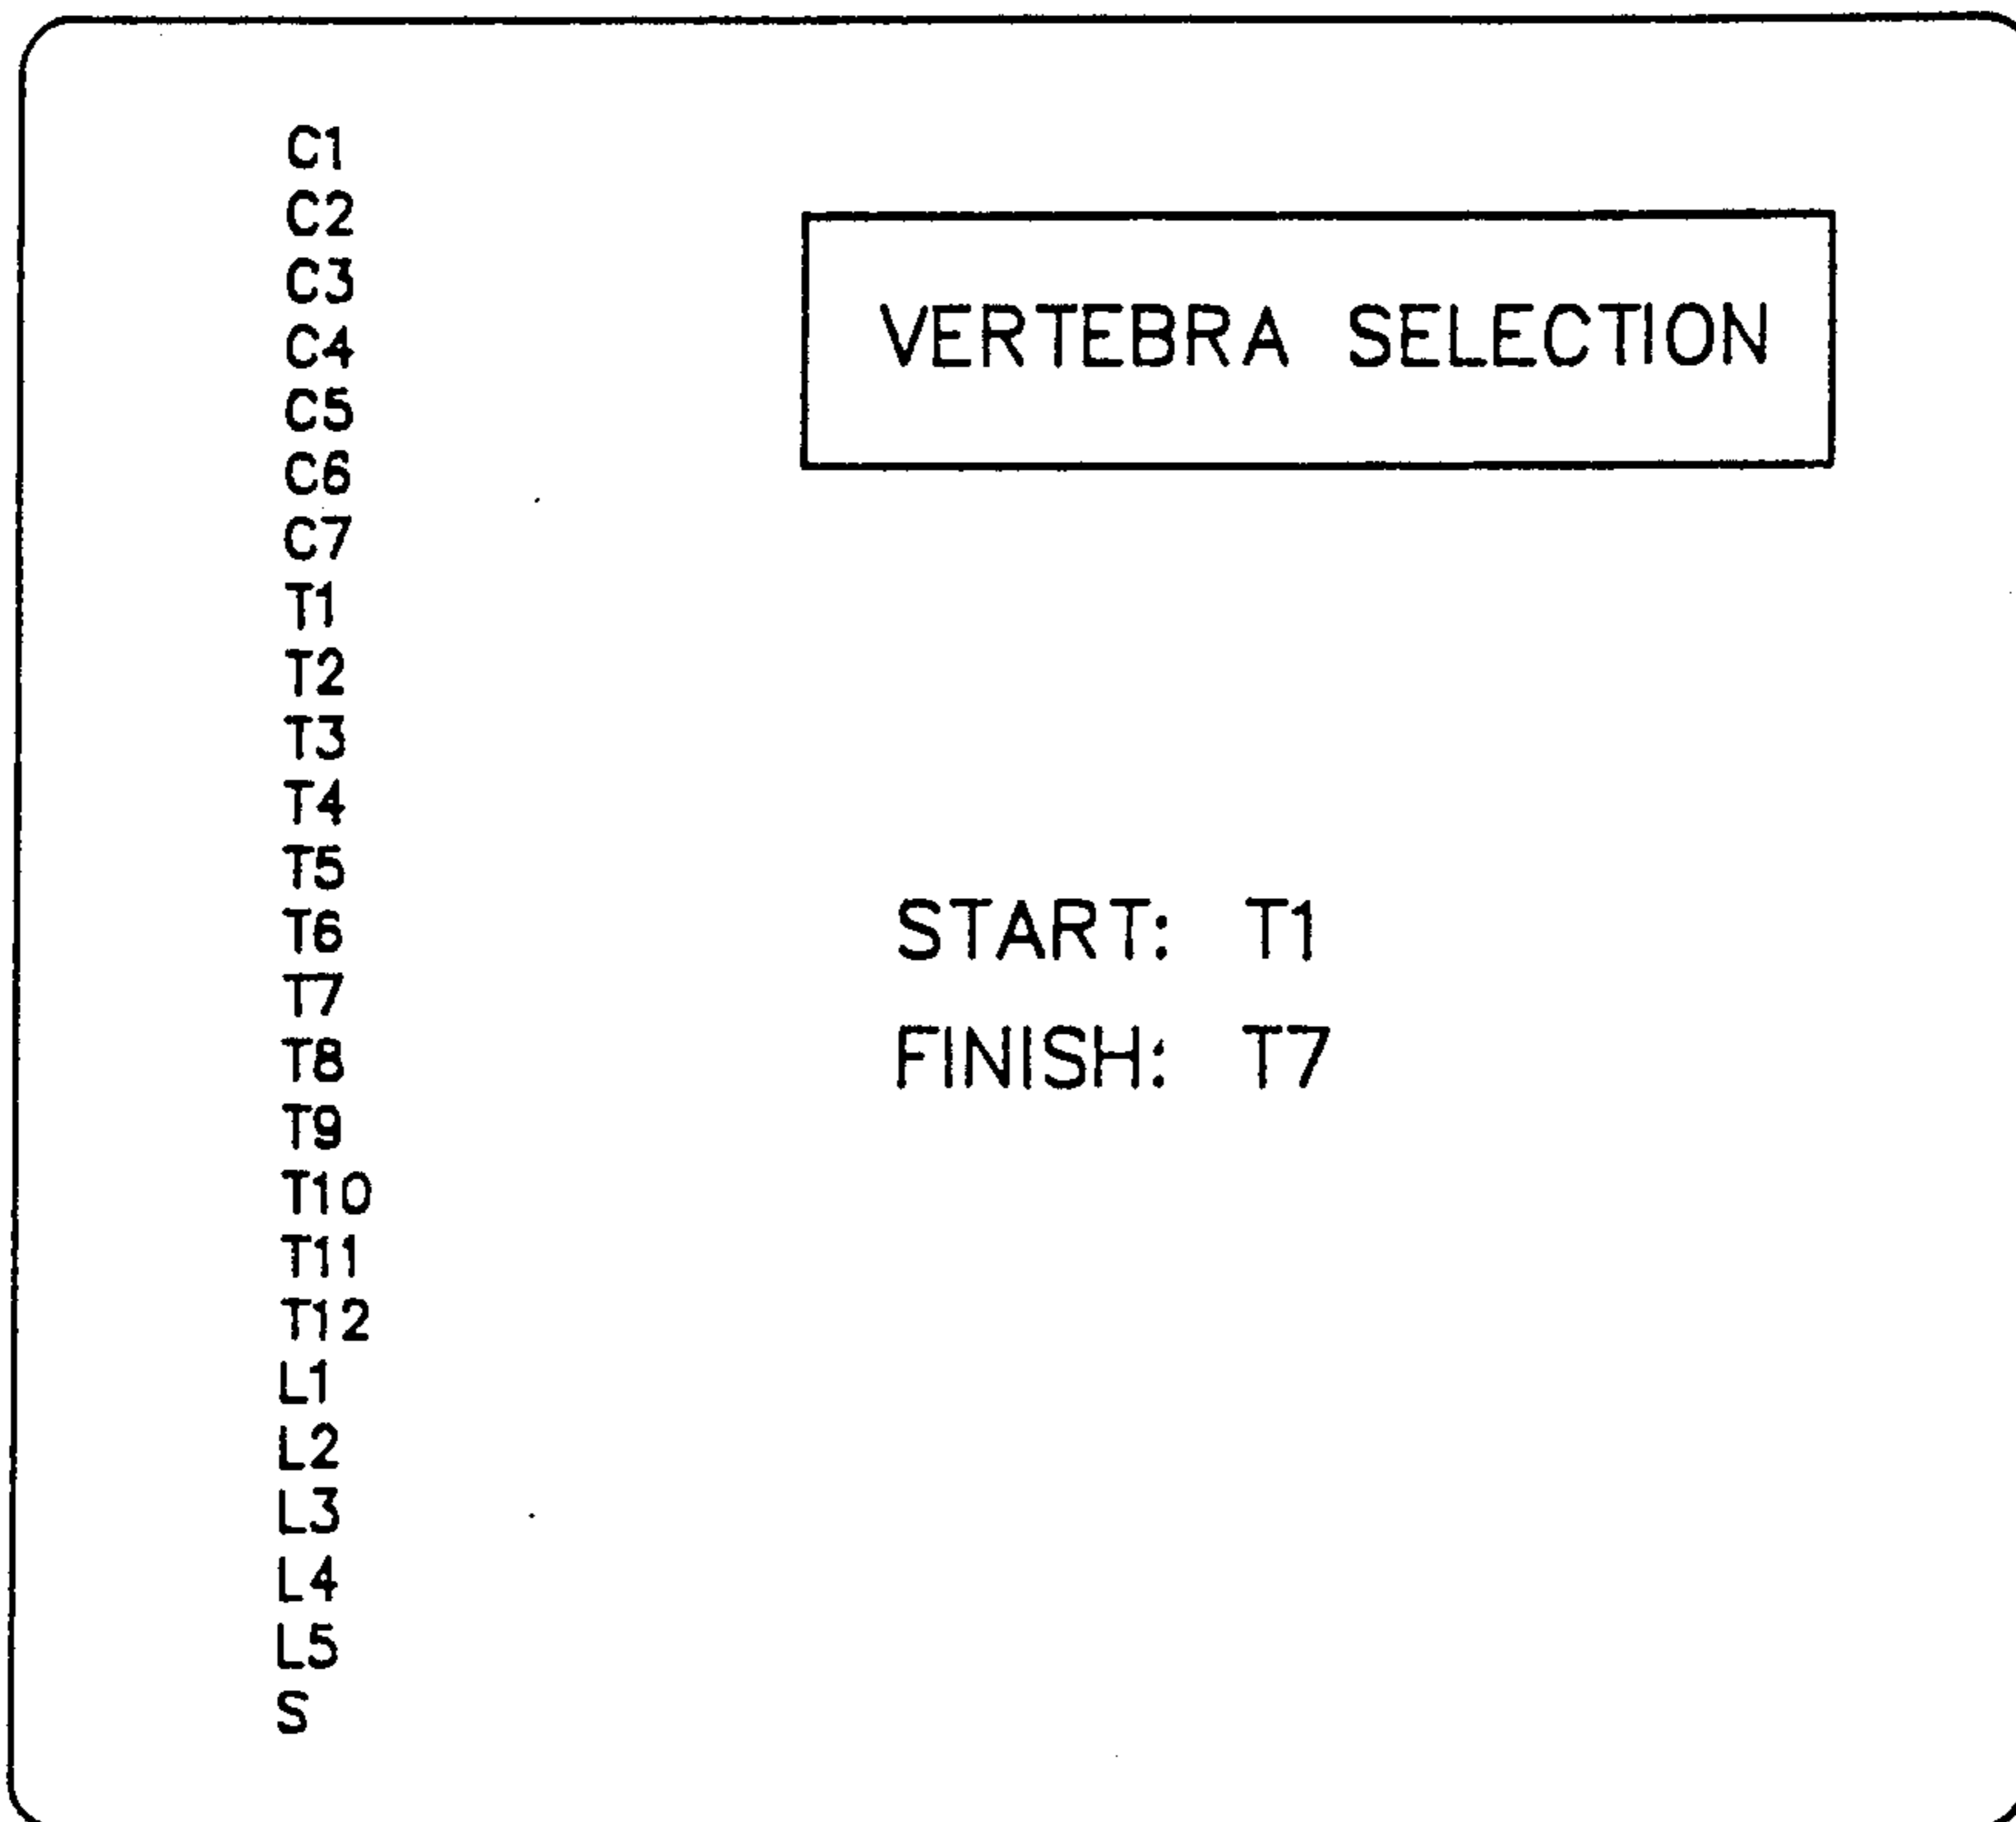 C1
C2
C3
C4
C5
C6
C7
T1
T2
T3
T4
T5
T6
T7
T8
T9
T10
T11
T12
L1
L2
L3
L4
L5
S
VERTEBRA SELECTION
START: T1
FINISH: T7